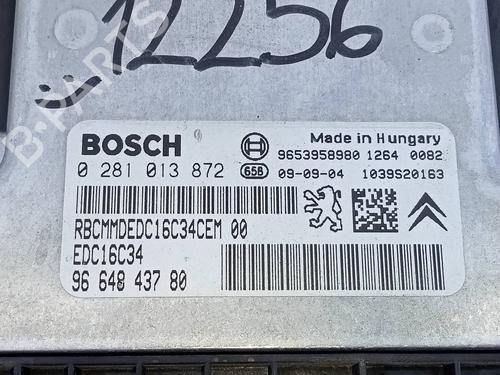 12256
B-PARTS
BOSCH
Made in Hungary
9653958980 1264 0082
0 281 013 872
65B
09-09-04 1039S20163
RBCMMDEDC16C34CEM 00
EDC16C34
96 648 437 80